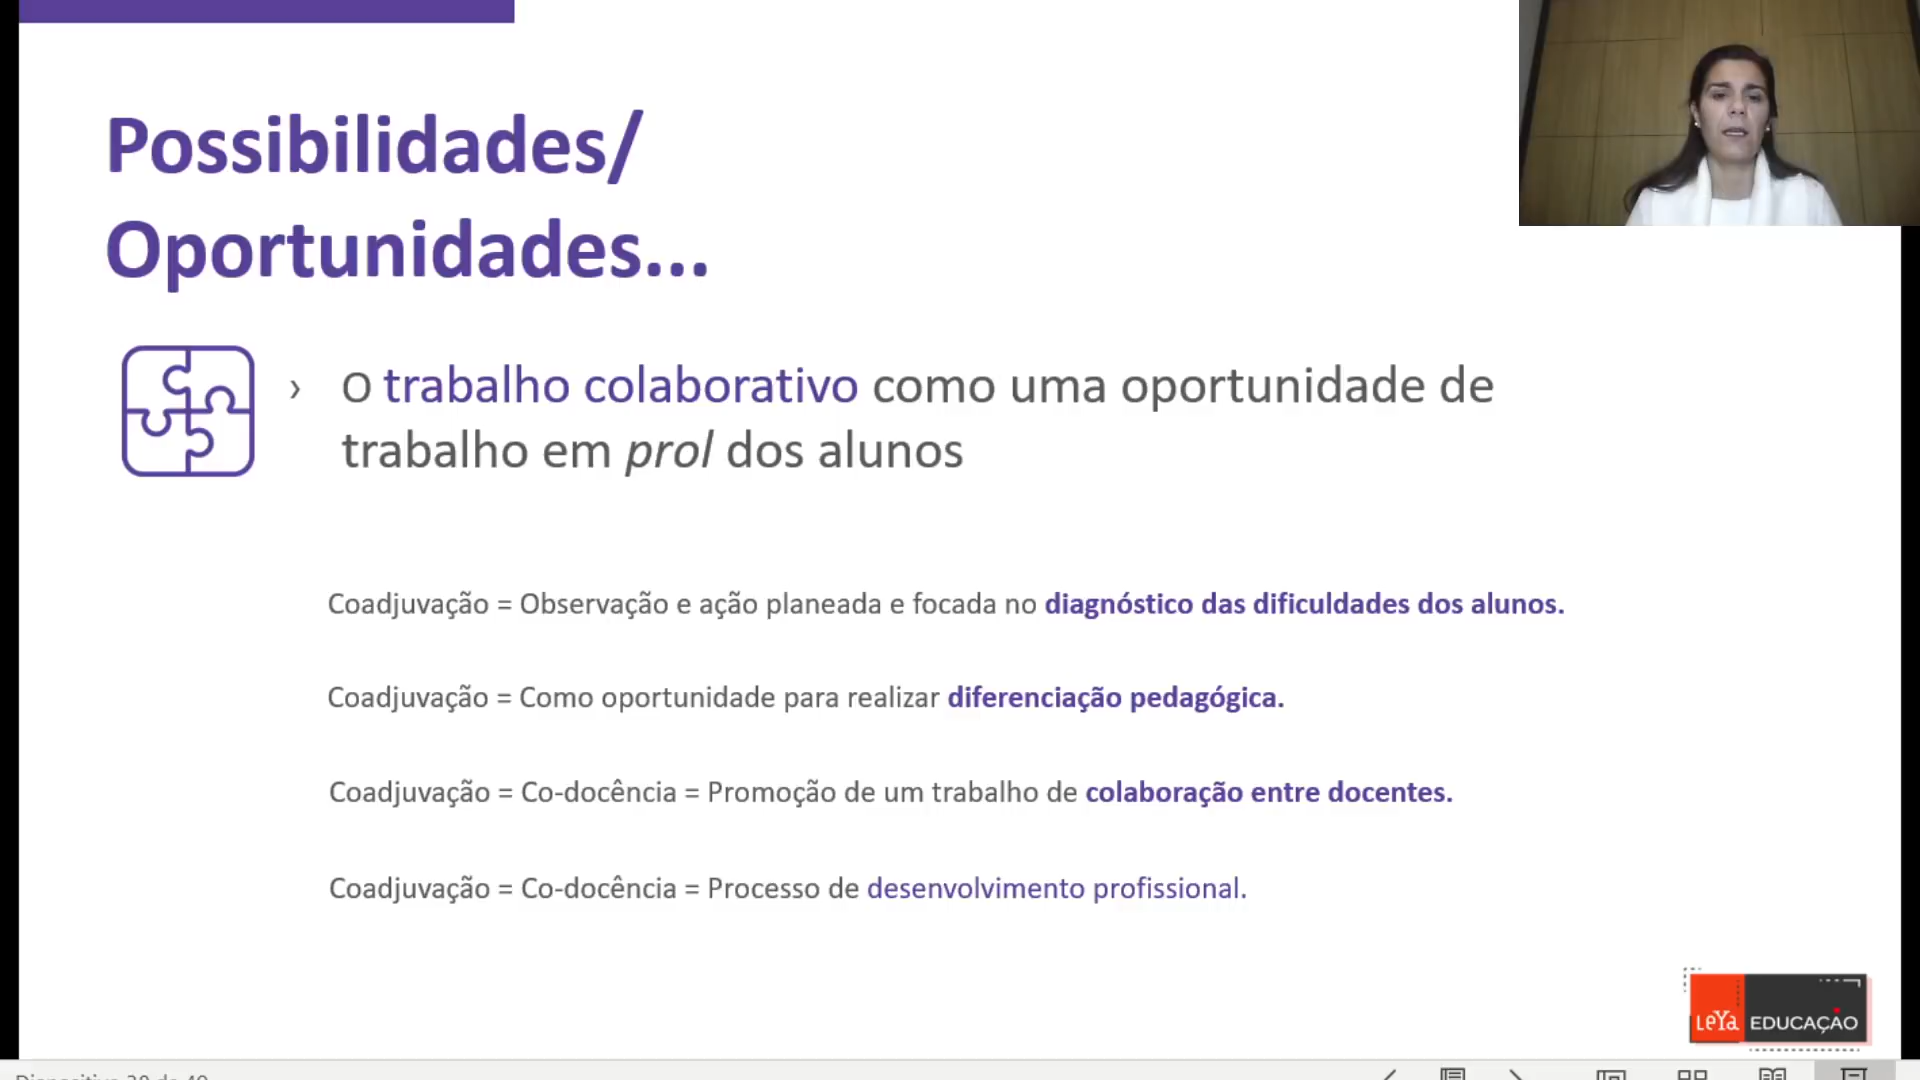 Possibilidades/
Oportunidades...
› O trabalho colaborativo como uma oportunidade de
trabalho em prol dos alunos
Coadjuvação = Observação e ação planeada e focada no diagnóstico das dificuldades dos alunos.
Coadjuvação = Como oportunidade para realizar diferenciação pedagógica.
Coadjuvação = Co-docência = Promoção de um trabalho de colaboração entre docentes.
Coadjuvação = Co-docência = Processo de desenvolvimento profissional.
LeYa EDUCAÇÃO